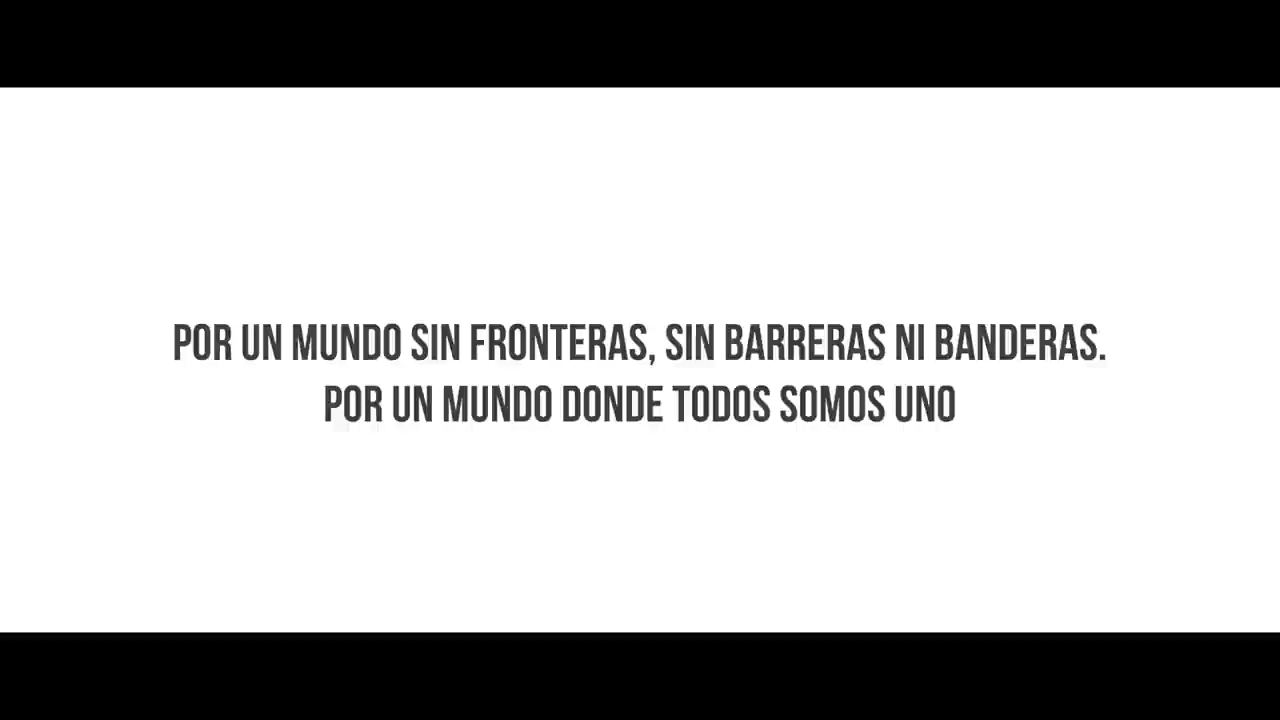 POR UN MUNDO SIN FRONTERAS, SIN BARRERAS NI BANDERAS.
POR UN MUNDO DONDE TODOS SOMOS UNO